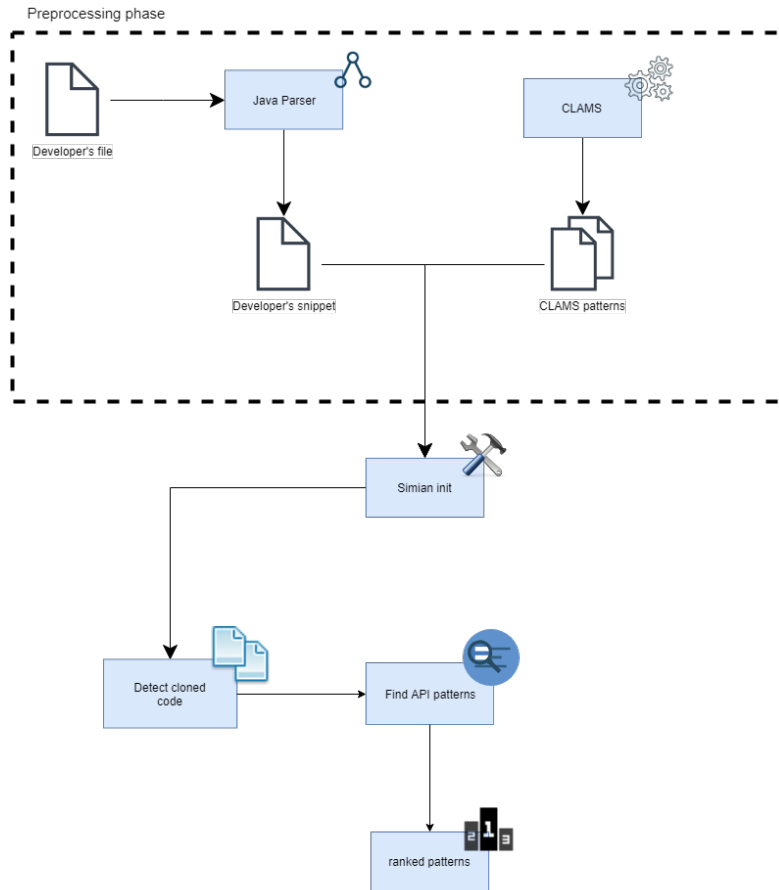 Preprocessing phase
Java Parser
CLAMS
Developer's file
Developer's snippet
CLAMS patterns
Simian init
Detect cloned
code
Find API patterns
2 1 3
ranked patterns